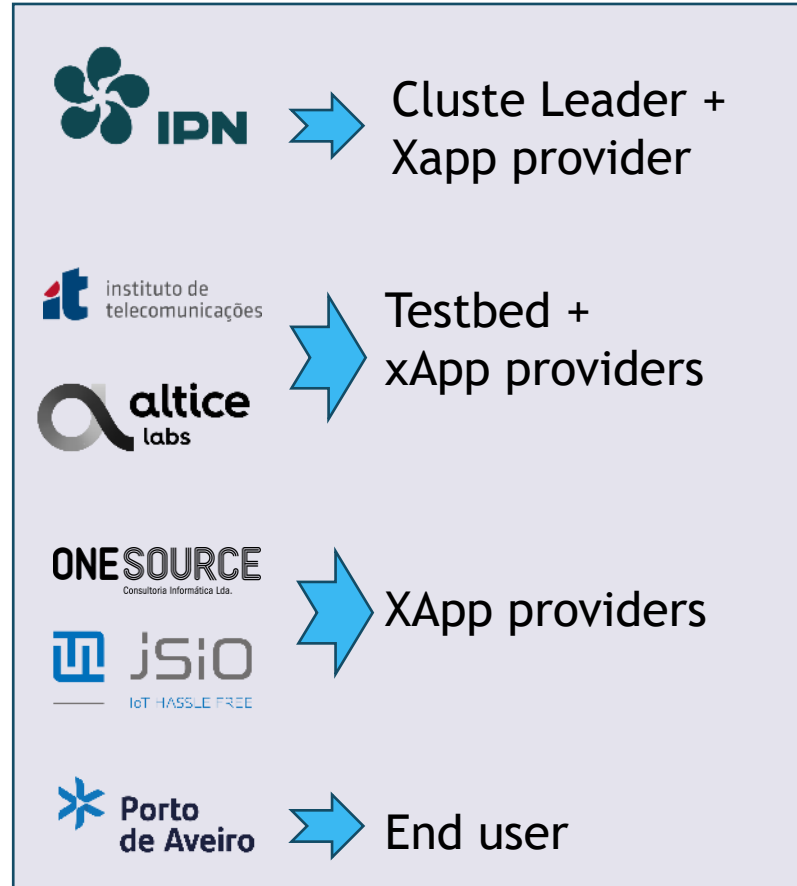 IPN
Cluste Leader +
Xapp provider
instituto de
telecomunicações
Testbed +
xApp providers
altice
labs
ONESOURCE
Consultoria Informática Lda.
XApp providers
jSiO
IoT HASSLE FREE
Porto
de Aveiro
End user